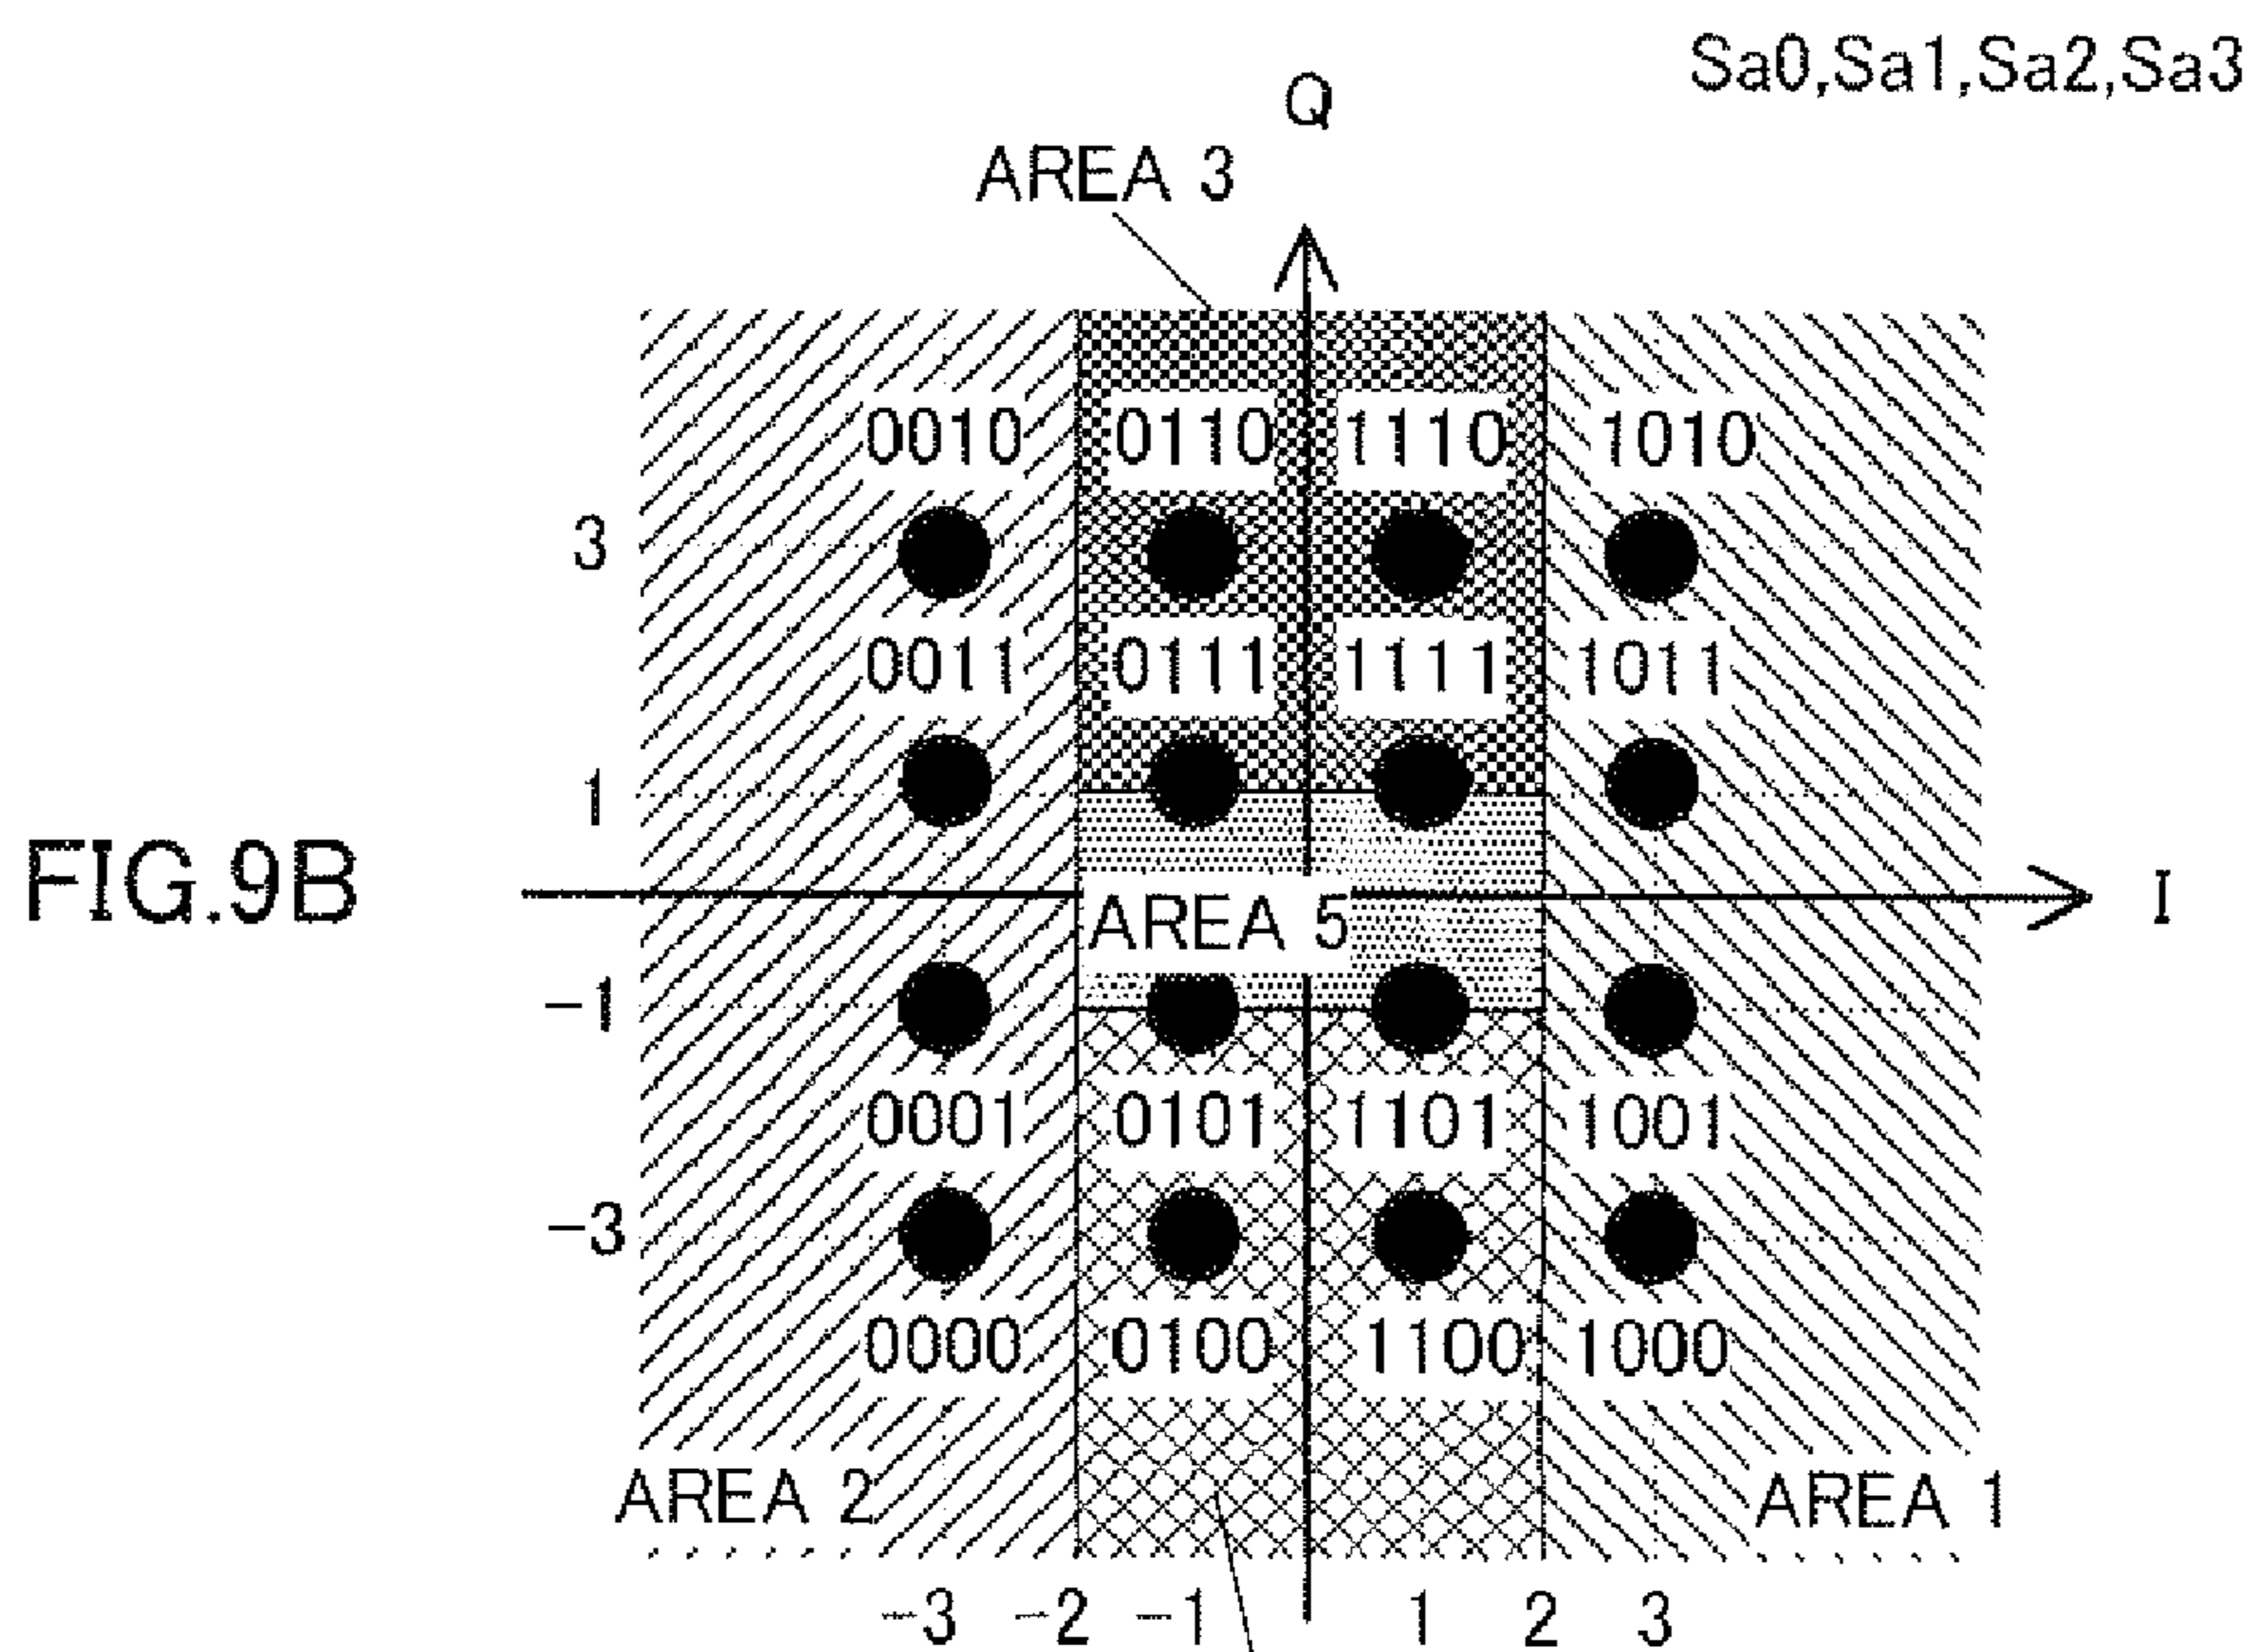 Sa0,Sa1,Sa2,Sa3
Q
AREA 3
0010 0110 1110 1010
3
0011 0111 1111 1011
1
FIG.9B
I
AREA 5
-1
0001 0101 1101 1001
-3
0000 0100 1100 1000
AREA 2
AREA 1
-3 -2 -1 1 2 3